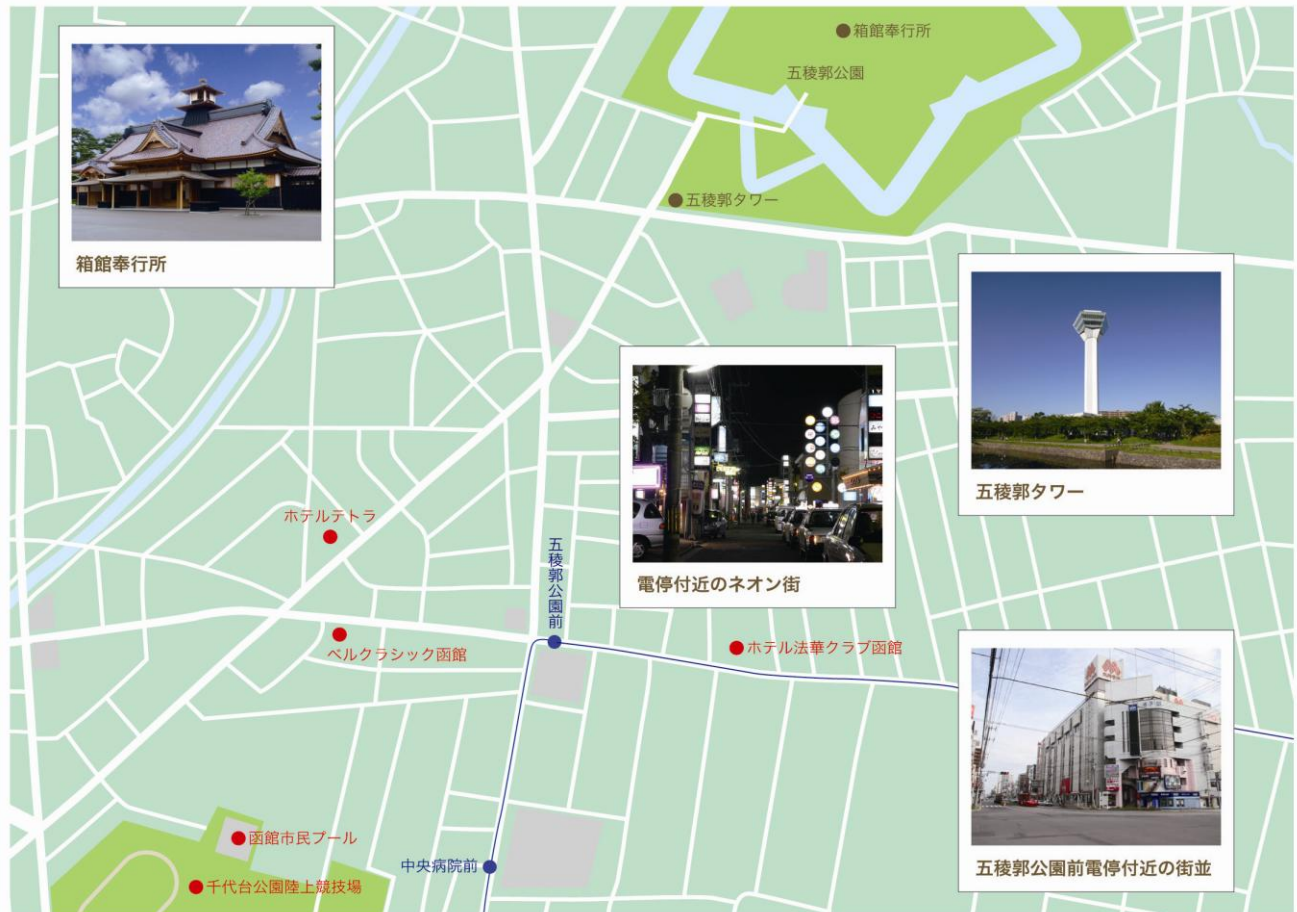 箱館奉行所
五稜郭公園
五稜郭タワー
箱館奉行所
五稜郭タワー
電停付近のネオン街
ホテルテトラ
五稜郭公園前
ベルクラシック函館
ホテル法華クラブ函館
函館市民プール
中央病院前
千代台公園陸上競技場
五稜郭公園前電停付近の街並